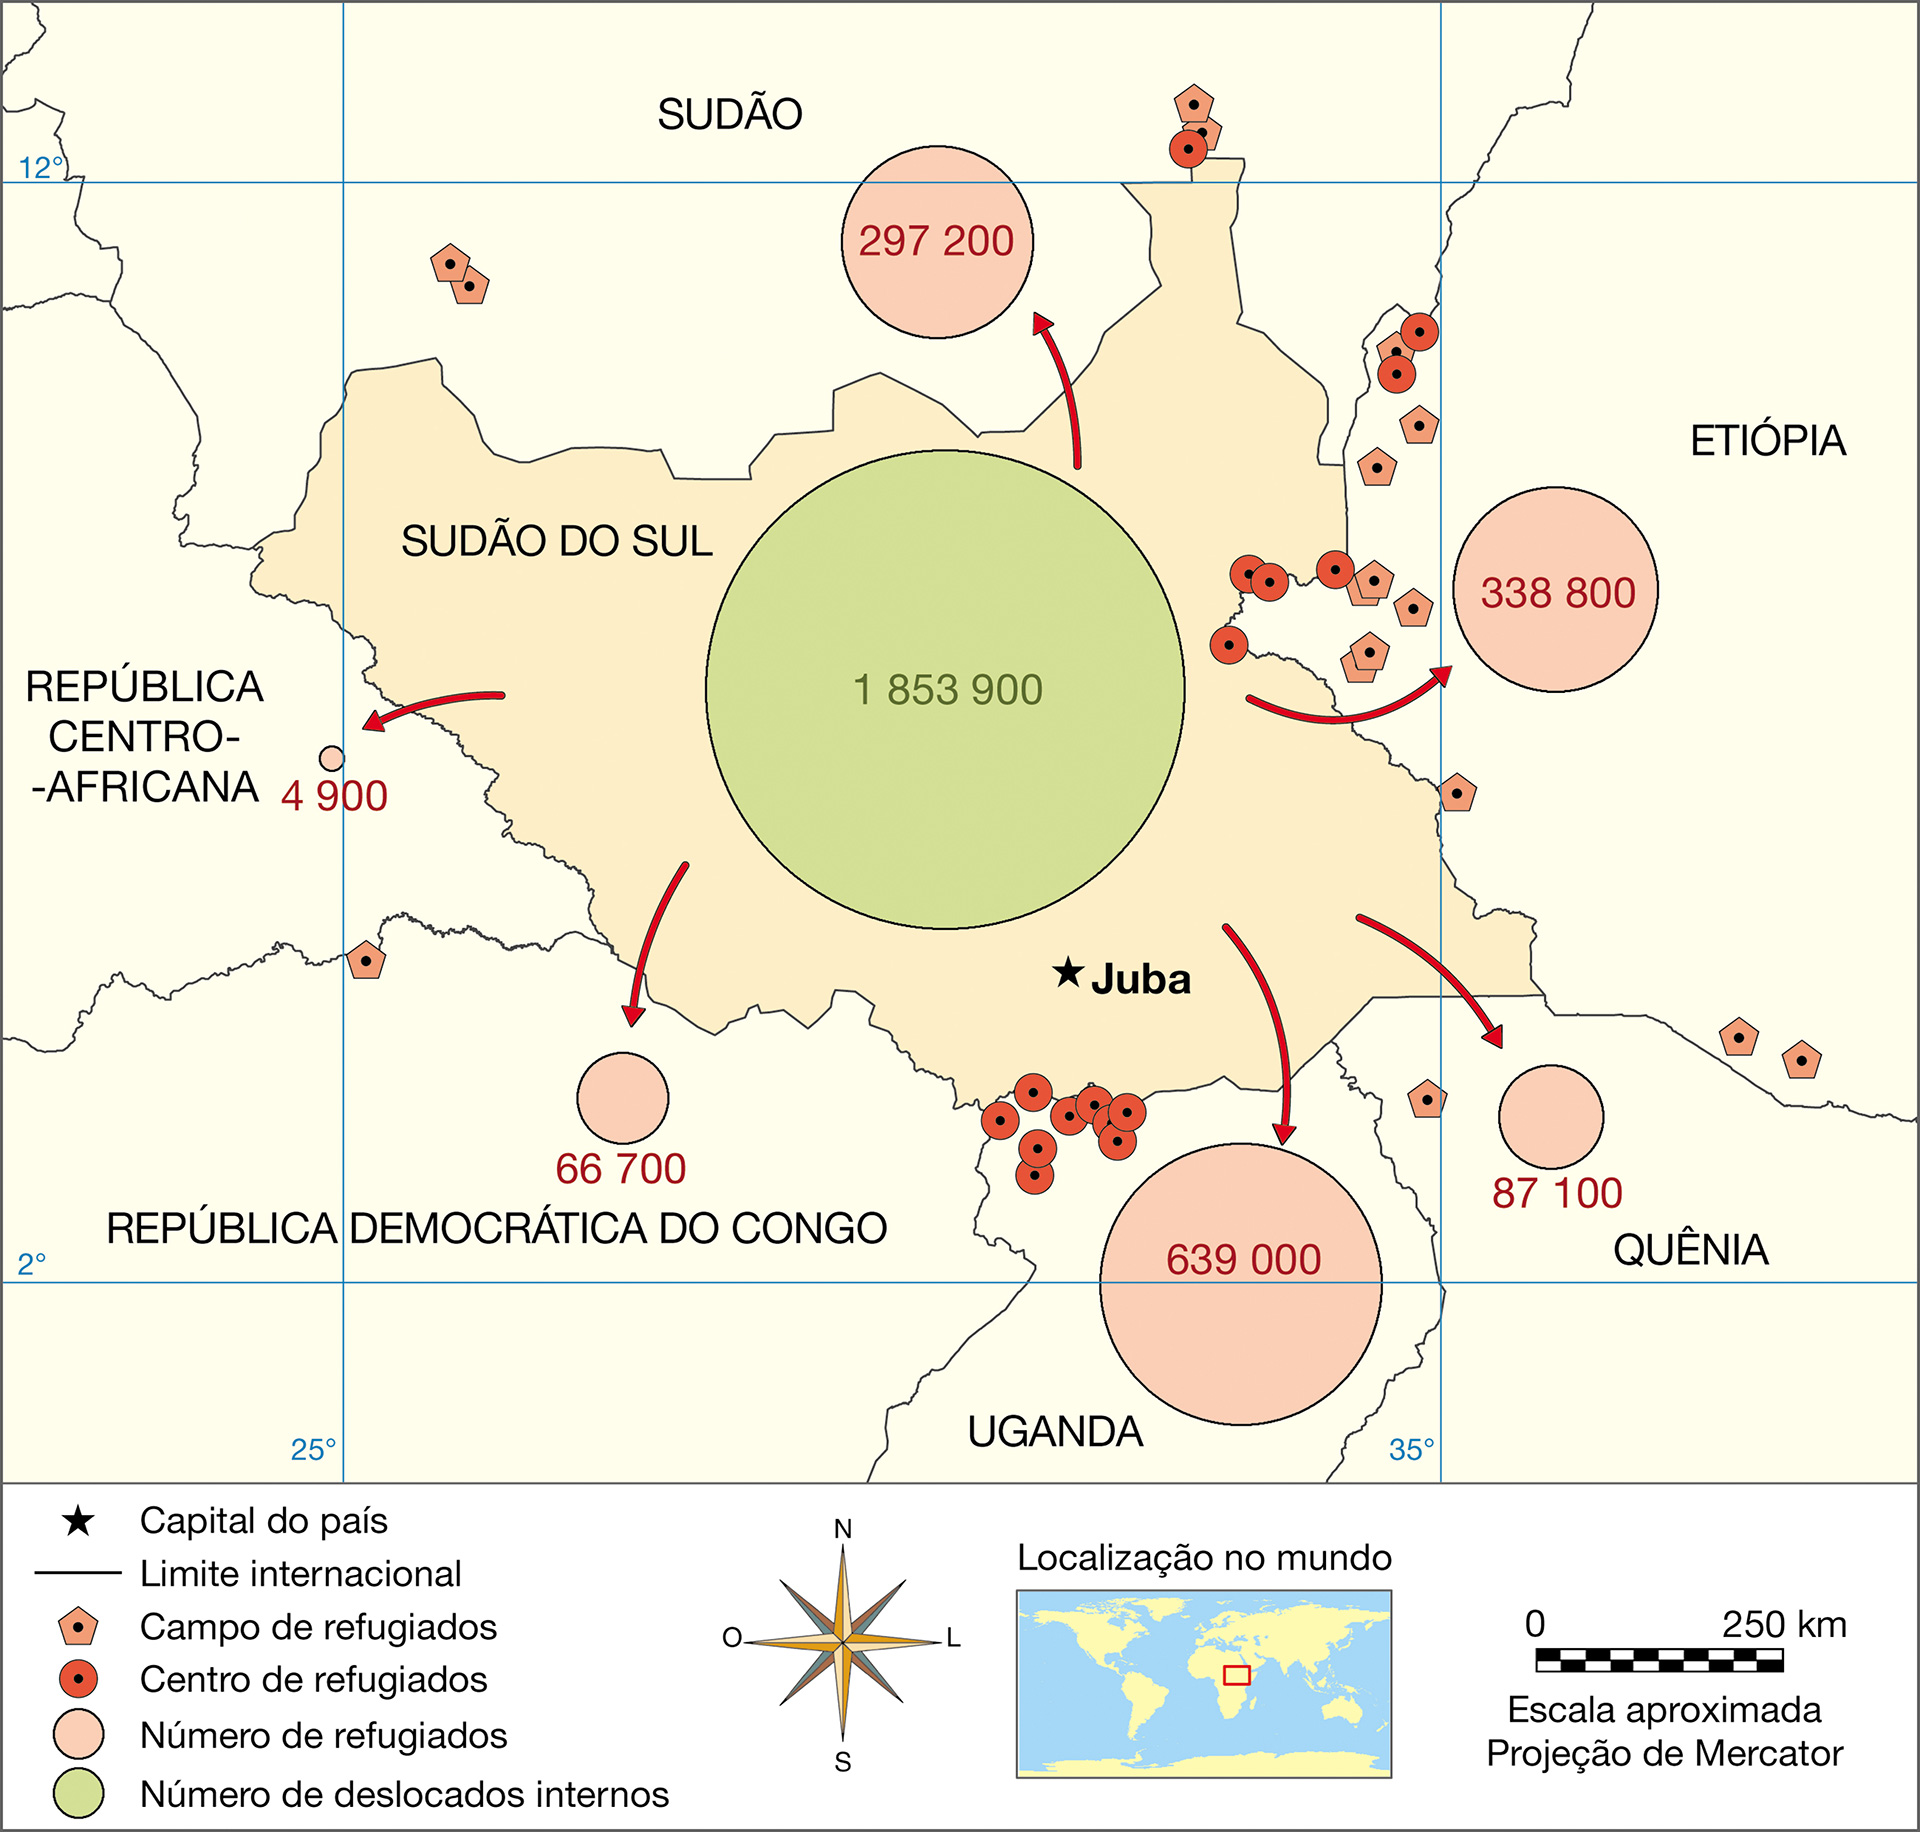 SUDÃO
12°
297 200
ETIÓPIA
SUDÃO DO SUL
338 800
1 853 900
REPÚBLICA
CENTRO-
-AFRICANA
4 900
Juba
66 700
87 100
REPÚBLICA DEMOCRÁTICA DO CONGO
639 000
QUÊNIA
2°
UGANDA
25°
35°
Capital do país
Limite internacional
Campo de refugiados
Centro de refugiados
Número de refugiados
Número de deslocados internos
N
O
L
S
Localização no mundo
0 250 km
Escala aproximada
Projeção de Mercator